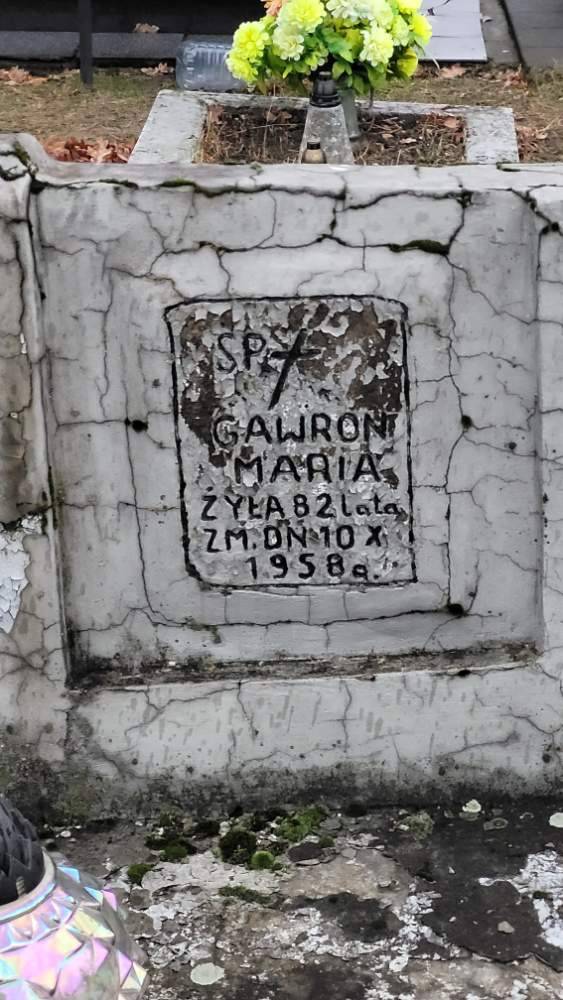 SP
GAWRON
MARIA
ŻYŁA 82 lata
ZM. DN 10 X
1958 a.